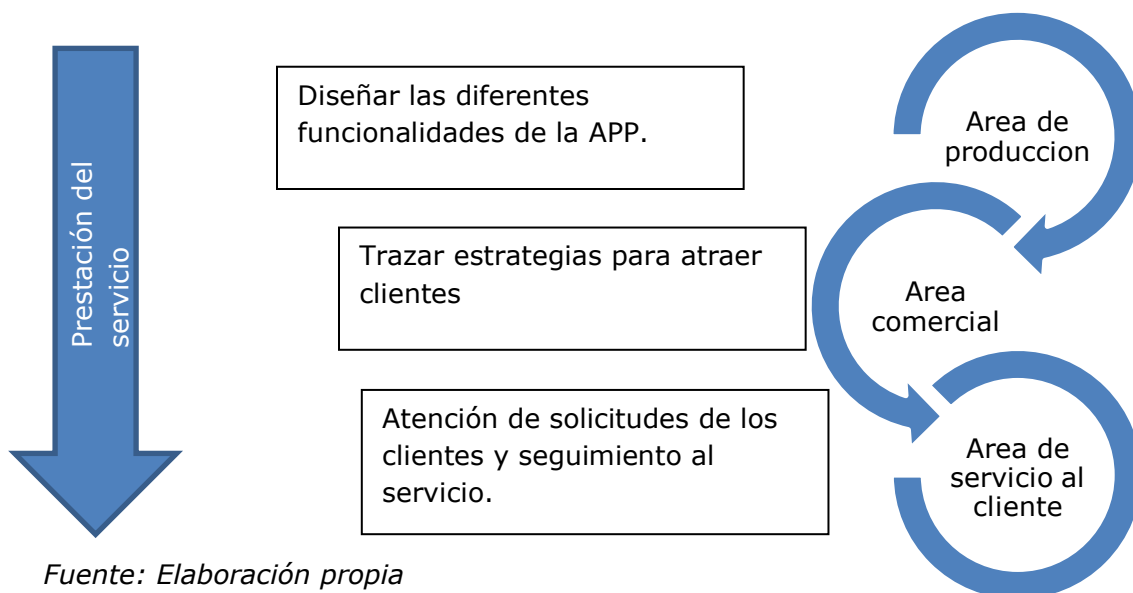 Prestación del
servicio
Diseñar las diferentes
funcionalidades de la APP.
Area de
produccion
Trazar estrategias para atraer
clientes
Area
comercial
Atención de solicitudes de los
clientes y seguimiento al
servicio.
Area de
servicio al
cliente
Fuente: Elaboración propia